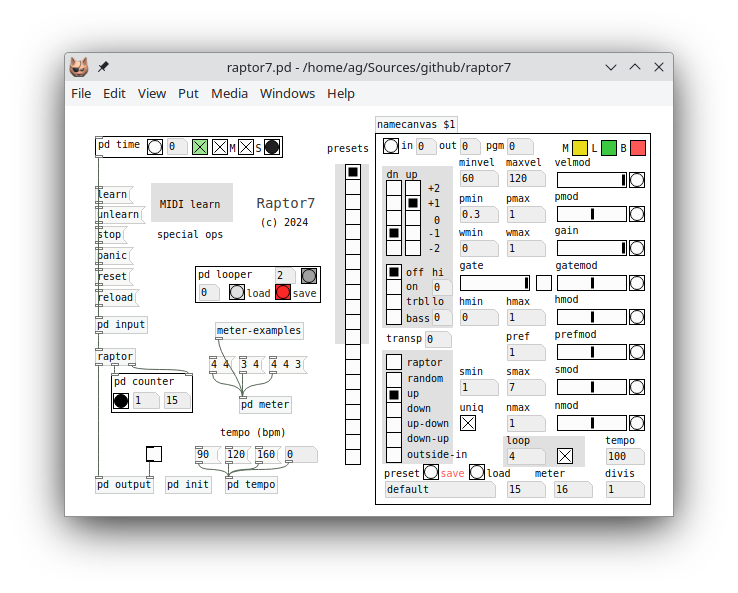 raptor7.pd - /home/ag/Sources/github/raptor7
File Edit View Put Media Windows Help
namecanvas $1
pd time 0 M S
presets
in 0 out 0 pgm 0 M L B
minvel maxvel velmod
dn up
60 120
+2
+1
0
-1
-2
pmin pmax pmod
0.3 1
wmin wmax gain
0 1
learn
unlearn
stop
panic
reset
reload
MIDI learn
special ops
Raptor7
(c) 2024
pd looper 2
0 load save
gate gatemod
off hi
on 0
trbl lo
bass 0
hmin hmax hmod
0 1
transp 0
pref prefmod
1
pd input
meter-examples
raptor
4 4 3 4 4 4 3
pd counter
1 15
pd meter
raptor
random
up
down
up-down
down-up
outside-in
smin smax smod
1 7
uniq nmax nmod
1
loop tempo
4 100
tempo (bpm)
90 120 160 0
pd output pd init pd tempo
preset save load meter divis
default 15 16 1